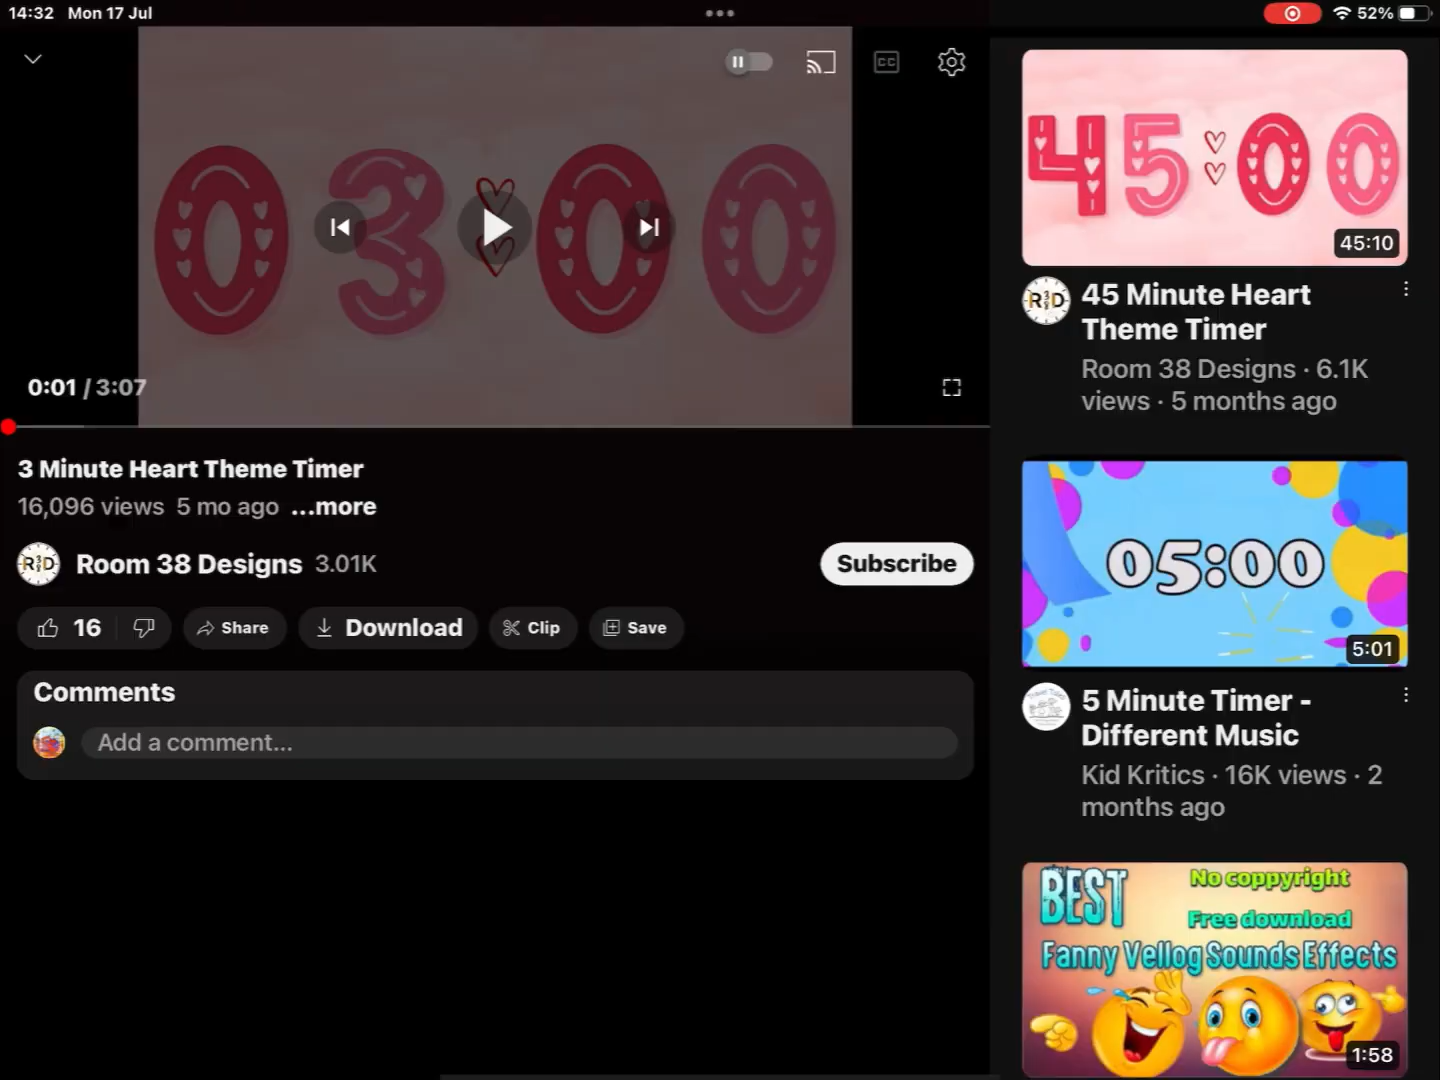 14:32 Mon 17 Jul
52%
CC
03:00
0:01 / 3:07
3 Minute Heart Theme Timer
16,096 views 5 mo ago ...more
R38D Room 38 Designs 3.01K
Subscribe
16
Share
Download
Clip
Save
Comments
Add a comment...
45:00
45:10
45 Minute Heart
Theme Timer
Room 38 Designs · 6.1K
views · 5 months ago
05:00
5:01
5 Minute Timer -
Different Music
Kid Kritics · 16K views · 2
months ago
BEST
No coppyright
Free download
Fanny Vellog Sounds Effects
1:58